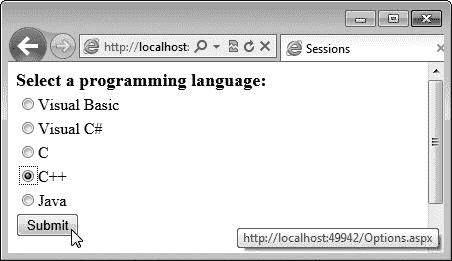 http://localhost:
Sessions
Select a programming language:
Visual Basic
Visual C#
C
C++
Java
Submit
http://localhost:49942/Options.aspx